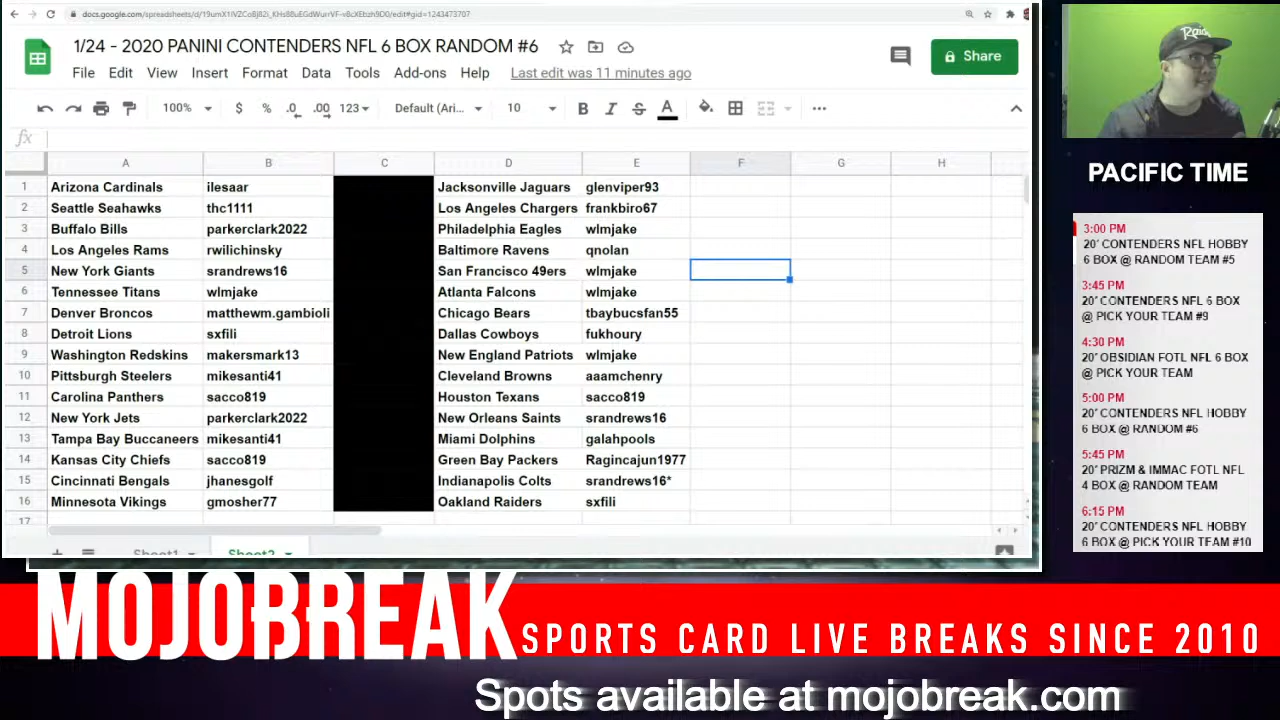 docs.google.com/spreadsheets/d/
1/24 - 2020 PANINI CONTENDERS NFL 6 BOX RANDOM #6
File Edit View Insert Format Data Tools Add-ons Help Last edit was 11 minutes ago
Share
100% $ % .0 .00 123 Default (Ari... 10 B I S A
fx
A B C D E F G H
1 Arizona Cardinals ilesaar Jacksonville Jaguars glenviper93
2 Seattle Seahawks thc1111 Los Angeles Chargers frankbiro67
3 Buffalo Bills parkerclark2022 Philadelphia Eagles wlmjake
4 Los Angeles Rams rwilichinsky Baltimore Ravens qnolan
5 New York Giants srandrews16 San Francisco 49ers wlmjake
6 Tennessee Titans wlmjake Atlanta Falcons wlmjake
7 Denver Broncos matthewm.gambioli Chicago Bears tbaybucsfan55
8 Detroit Lions sxfili Dallas Cowboys fukhoury
9 Washington Redskins makersmark13 New England Patriots wlmjake
10 Pittsburgh Steelers mikesanti41 Cleveland Browns aaamchenry
11 Carolina Panthers sacco819 Houston Texans sacco819
12 New York Jets parkerclark2022 New Orleans Saints srandrews16
13 Tampa Bay Buccaneers mikesanti41 Miami Dolphins galahpools
14 Kansas City Chiefs sacco819 Green Bay Packers Ragincajun1977
15 Cincinnati Bengals jhanesgolf Indianapolis Colts srandrews16*
16 Minnesota Vikings gmosher77 Oakland Raiders sxfili
17
Sheet1 Sheet2
PACIFIC TIME
3:00 PM
20' CONTENDERS NFL HOBBY
6 BOX @ RANDOM TEAM #5
3:45 PM
20' CONTENDERS NFL 6 BOX
@ PICK YOUR TEAM #9
4:30 PM
20' OBSIDIAN FOTL NFL 6 BOX
@ PICK YOUR TEAM
5:00 PM
20' CONTENDERS NFL HOBBY
6 BOX @ RANDOM #6
5:45 PM
20' PRIZM & IMMAC FOTL NFL
4 BOX @ RANDOM TEAM
6:15 PM
20' CONTENDERS NFL HOBBY
6 BOX @ PICK YOUR TEAM #10
MOJOBREAK SPORTS CARD LIVE BREAKS SINCE 2010
Spots available at mojobreak.com